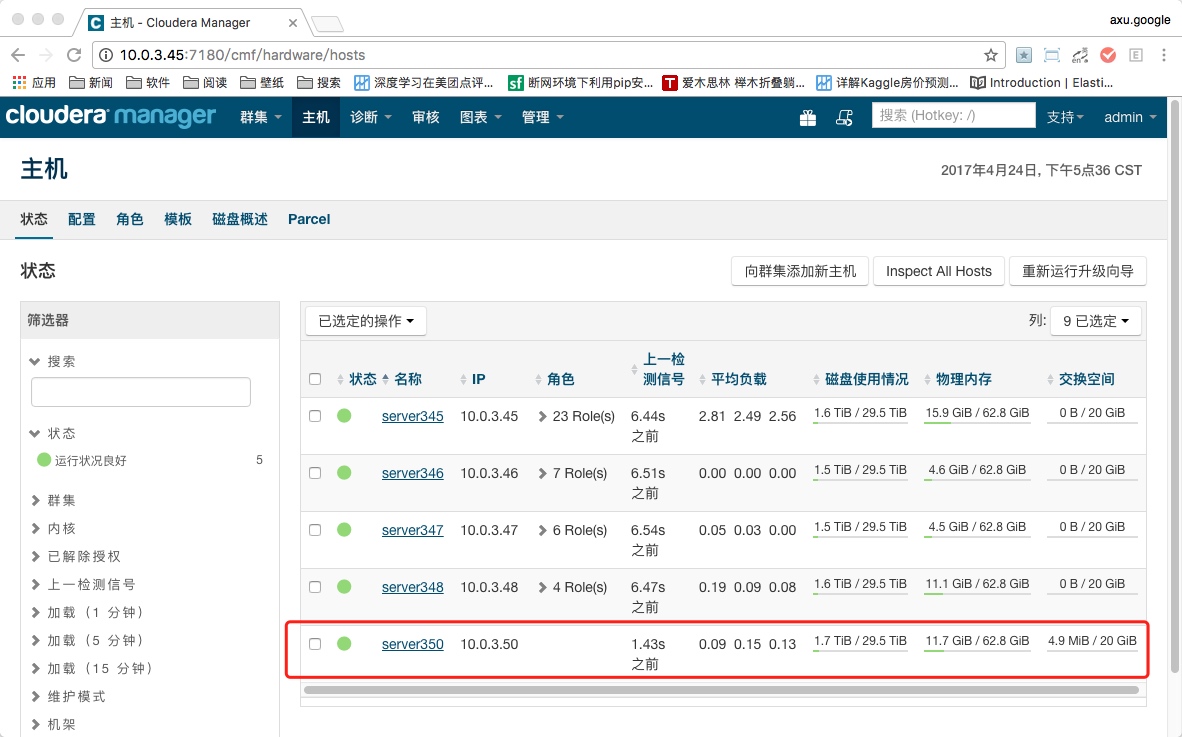 主机 - Cloudera Manager
axu.google
10.0.3.45:7180/cmf/hardware/hosts
应用 新闻 软件 阅读 壁纸 搜索 深度学习在美团点评... 断网环境下利用pip安... 爱木思林 榉木折叠躺... 详解Kaggle房价预测... Introduction | Elasti...
cloudera manager 群集 主机 诊断 审核 图表 管理 搜索 (Hotkey: /) 支持 admin
主机
2017年4月24日, 下午5点36 CST
状态 配置 角色 模板 磁盘概述 Parcel
状态
向群集添加新主机 Inspect All Hosts 重新运行升级向导
筛选器
搜索
状态
运行状况良好 5
群集
内核
已解除授权
上一检测信号
加载（1 分钟）
加载（5 分钟）
加载（15 分钟）
维护模式
机架
已选定的操作
列: 9 已选定
状态 名称 IP 角色 上一检测信号 平均负载 磁盘使用情况 物理内存 交换空间
server345 10.0.3.45 23 Role(s) 6.44s之前 2.81 2.49 2.56 1.6 TiB / 29.5 TiB 15.9 GiB / 62.8 GiB 0 B / 20 GiB
server346 10.0.3.46 7 Role(s) 6.51s之前 0.00 0.00 0.00 1.5 TiB / 29.5 TiB 4.6 GiB / 62.8 GiB 0 B / 20 GiB
server347 10.0.3.47 6 Role(s) 6.54s之前 0.05 0.03 0.00 1.5 TiB / 29.5 TiB 4.5 GiB / 62.8 GiB 0 B / 20 GiB
server348 10.0.3.48 4 Role(s) 6.47s之前 0.19 0.09 0.08 1.6 TiB / 29.5 TiB 11.1 GiB / 62.8 GiB 0 B / 20 GiB
server350 10.0.3.50 1.43s之前 0.09 0.15 0.13 1.7 TiB / 29.5 TiB 11.7 GiB / 62.8 GiB 4.9 MiB / 20 GiB